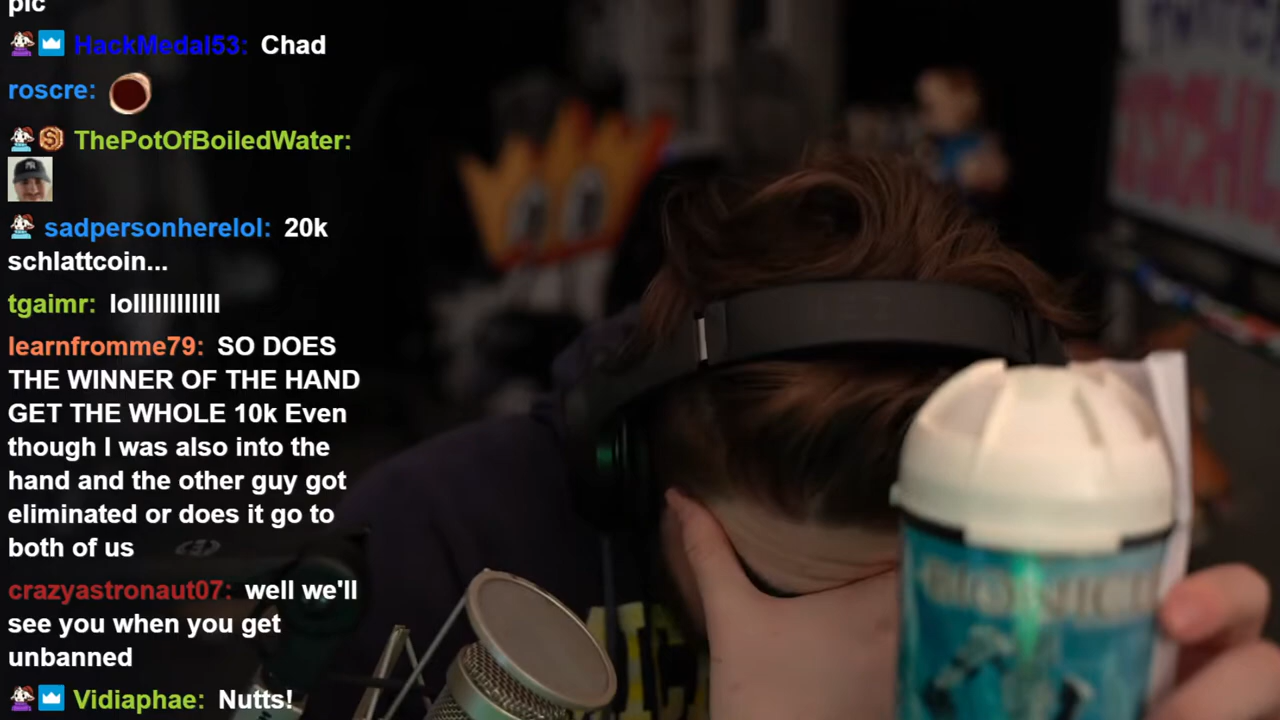 pic
HackMedal53: Chad
roscre:
ThePotOfBoiledWater:
sadpersonherelol: 20k
schlattcoin...
tgaimr: lolllllllllllll
learnfromme79: SO DOES
THE WINNER OF THE HAND
GET THE WHOLE 10k Even
though I was also into the
hand and the other guy got
eliminated or does it go to
both of us
crazyastronaut07: well we'll
see you when you get
unbanned
Vidiaphae: Nutts!
BIONICLE